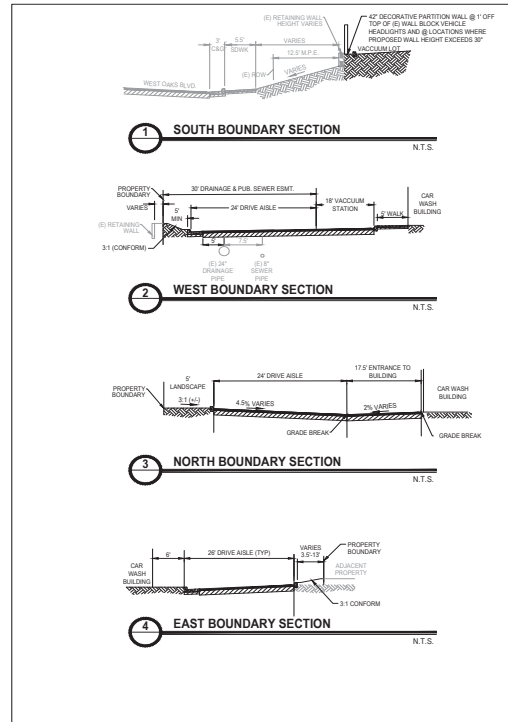 (E) RETAINING WALL
HEIGHT VARIES
42" DECORATIVE PARTITION WALL @ 1' OFF
TOP OF (E) WALL BLOCK VEHICLE
HEADLIGHTS AND @ LOCATIONS WHERE
PROPOSED WALL HEIGHT EXCEEDS 30"
3'
C&G
5.5'
SDWK
VARIES
12.5' M.P.E.
VACCUUM LOT
(E) ROW
VARIES
WEST OAKS BLVD.
1
SOUTH BOUNDARY SECTION
N.T.S.
PROPERTY
BOUNDARY
30' DRAINAGE & PUB. SEWER ESMT.
CAR
WASH
BUILDING
VARIES
5'
MIN
24' DRIVE AISLE
18' VACCUUM
STATION
5' WALK
(E) RETAINING
WALL
3:1 (CONFORM)
5'
7.5'
(E) 24"
DRAINAGE
PIPE
(E) 8"
SEWER
PIPE
2
WEST BOUNDARY SECTION
N.T.S.
5'
LANDSCAPE
24' DRIVE AISLE
17.5' ENTRANCE TO
BUILDING
PROPERTY
BOUNDARY
3:1 (+/-)
4.5% VARIES
2% VARIES
CAR WASH
BUILDING
GRADE BREAK
GRADE BREAK
3
NORTH BOUNDARY SECTION
N.T.S.
CAR
WASH
BUILDING
6'
26' DRIVE AISLE (TYP)
VARIES
3.5'-13'
PROPERTY
BOUNDARY
ADJACENT
PROPERTY
3:1 CONFORM
4
EAST BOUNDARY SECTION
N.T.S.